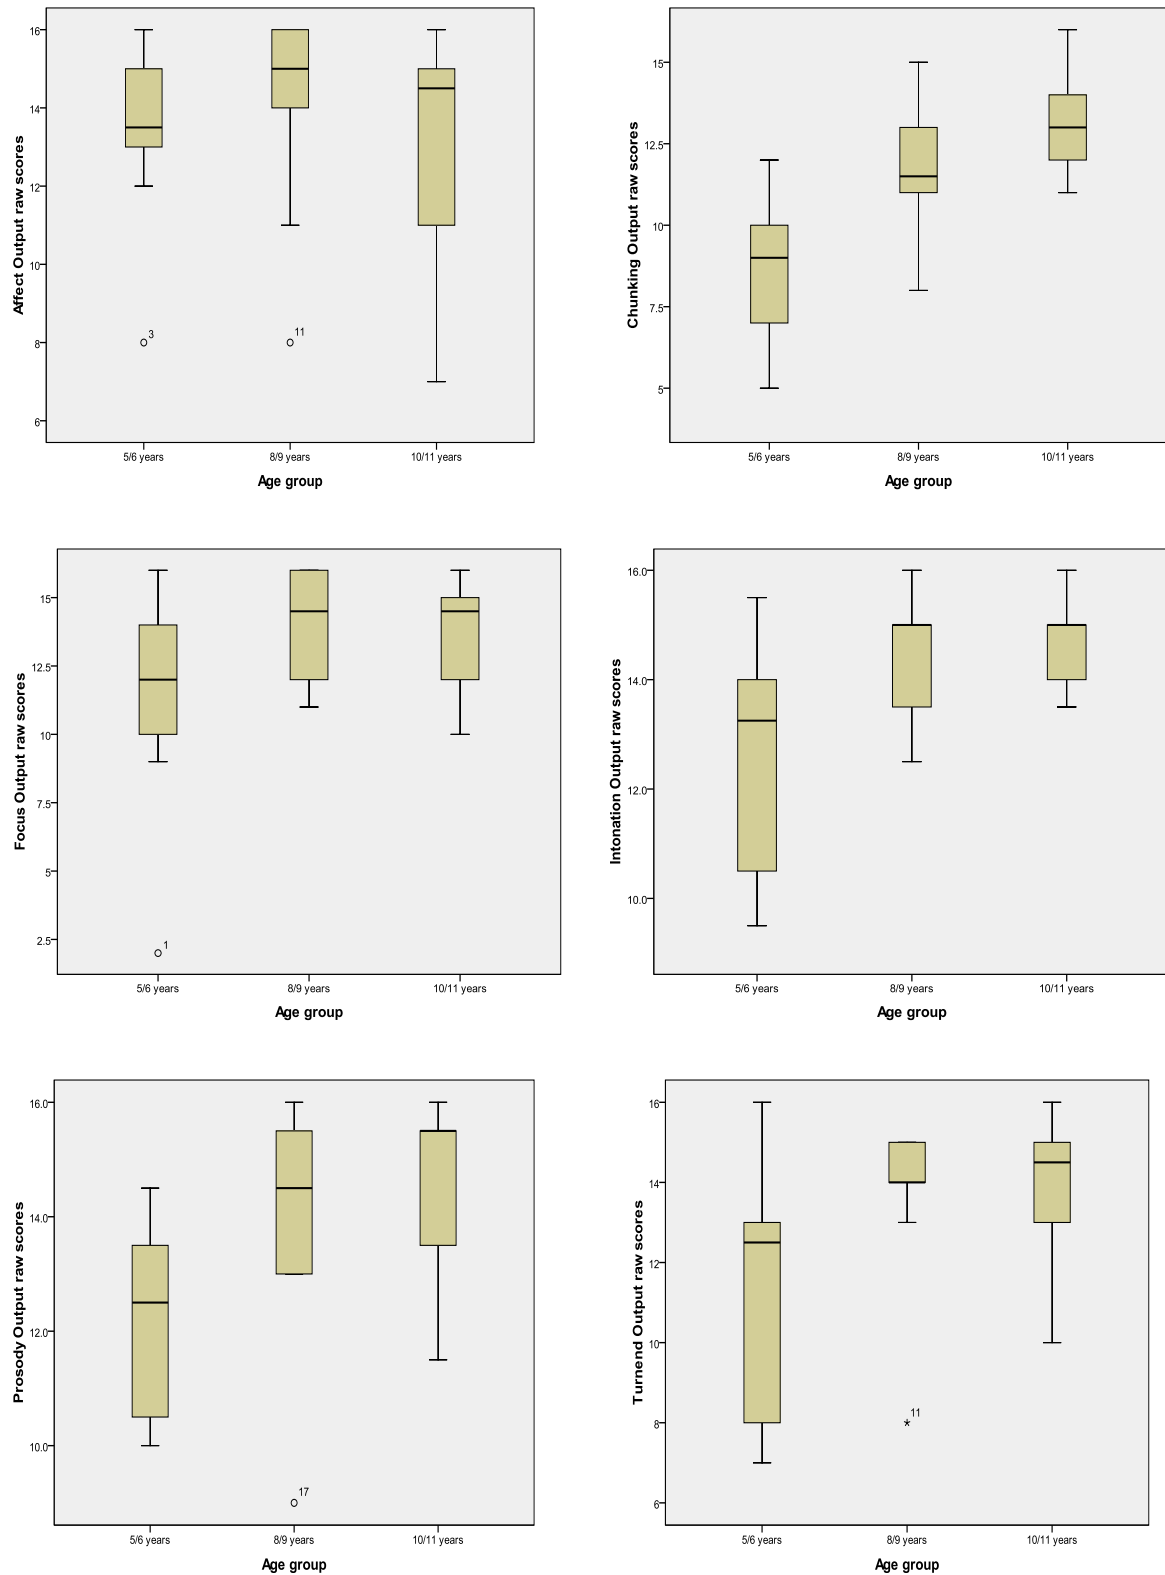 Affect Output raw scores
16
14
12
10
8
6
3
11
5/6 years
8/9 years
10/11 years
Age group
Chunking Output raw scores
15
12.5
10
7.5
5
5/6 years
8/9 years
10/11 years
Age group
Focus Output raw scores
15
12.5
10
7.5
5
2.5
1
5/6 years
8/9 years
10/11 years
Age group
Intonation Output raw scores
16.0
14.0
12.0
10.0
5/6 years
8/9 years
10/11 years
Age group
Prosody Output raw scores
16.0
14.0
12.0
10.0
17
5/6 years
8/9 years
10/11 years
Age group
Turnend Output raw scores
16
14
12
10
8
6
11
5/6 years
8/9 years
10/11 years
Age group